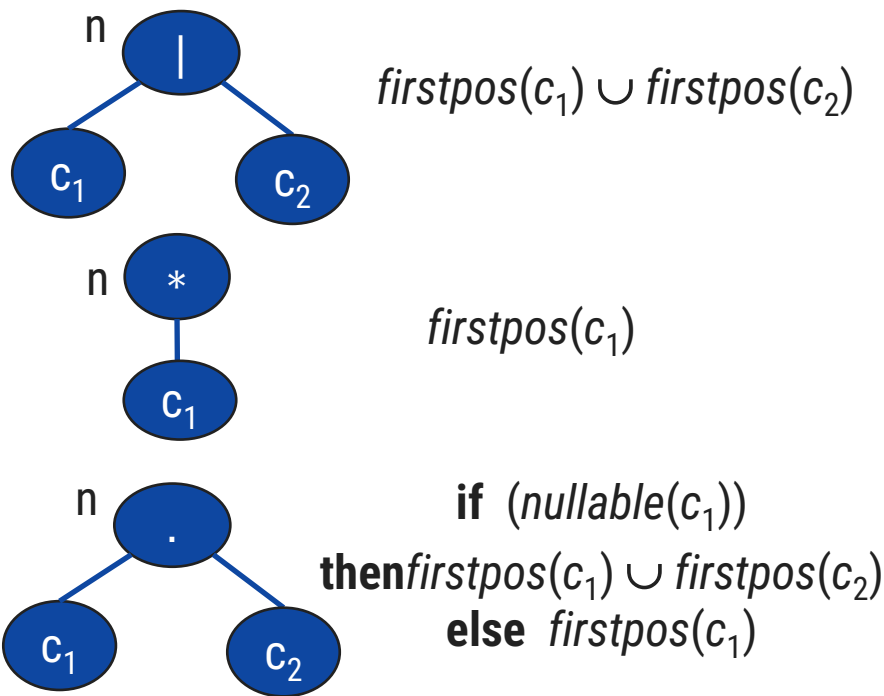 n
|
firstpos(c₁) ∪ firstpos(c₂)
c₁
c₂
n
*
firstpos(c₁)
c₁
n
.
if (nullable(c₁))
thenfirstpos(c₁) ∪ firstpos(c₂)
else firstpos(c₁)
c₁
c₂